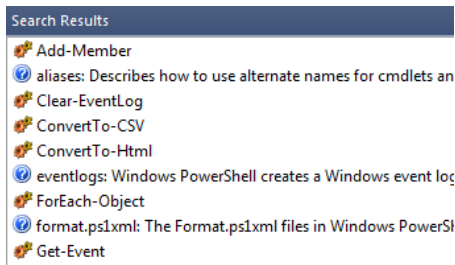 Search Results
Add-Member
aliases: Describes how to use alternate names for cmdlets an
Clear-EventLog
ConvertTo-CSV
ConvertTo-Html
eventlogs: Windows PowerShell creates a Windows event log
ForEach-Object
format.ps1xml: The Format.ps1xml files in Windows PowerSh
Get-Event